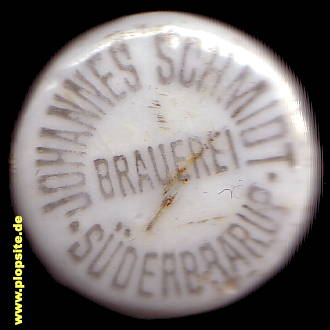 JOHANNES SCHMIDT
BRAUEREI
· SÜDERBRARUP ·
www.plopsite.de